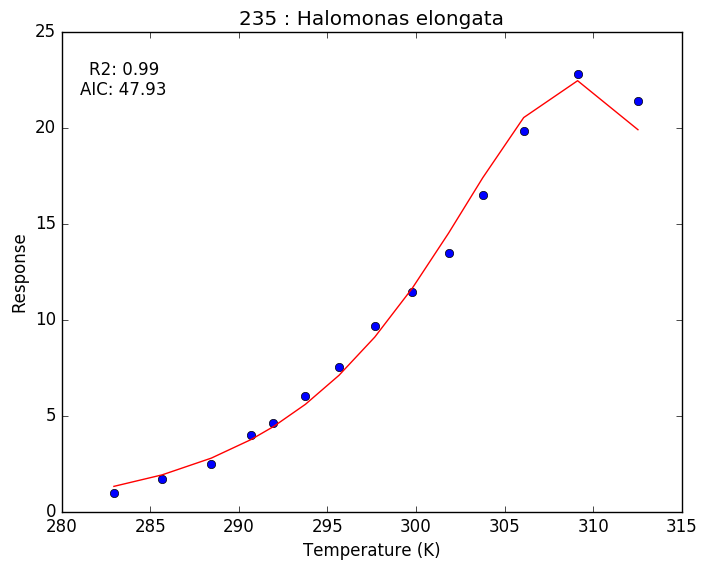 235 : Halomonas elongata
R2: 0.99
AIC: 47.93
25
20
15
10
5
0
Response
280 285 290 295 300 305 310 315
Temperature (K)